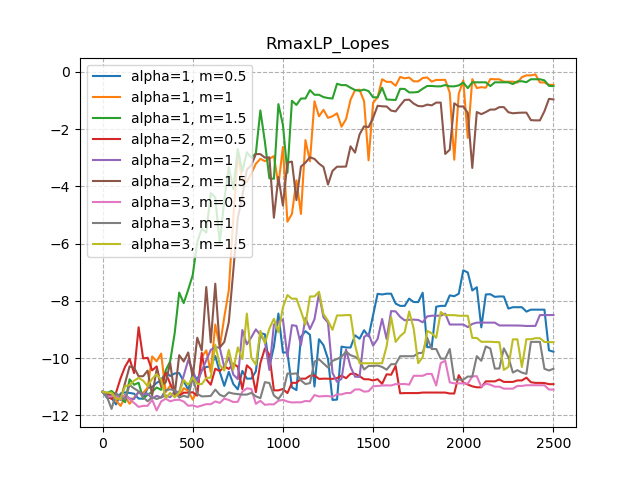 RmaxLP_Lopes
alpha=1, m=0.5
alpha=1, m=1
alpha=1, m=1.5
alpha=2, m=0.5
alpha=2, m=1
alpha=2, m=1.5
alpha=3, m=0.5
alpha=3, m=1
alpha=3, m=1.5
0
−2
−4
−6
−8
−10
−12
0 500 1000 1500 2000 2500